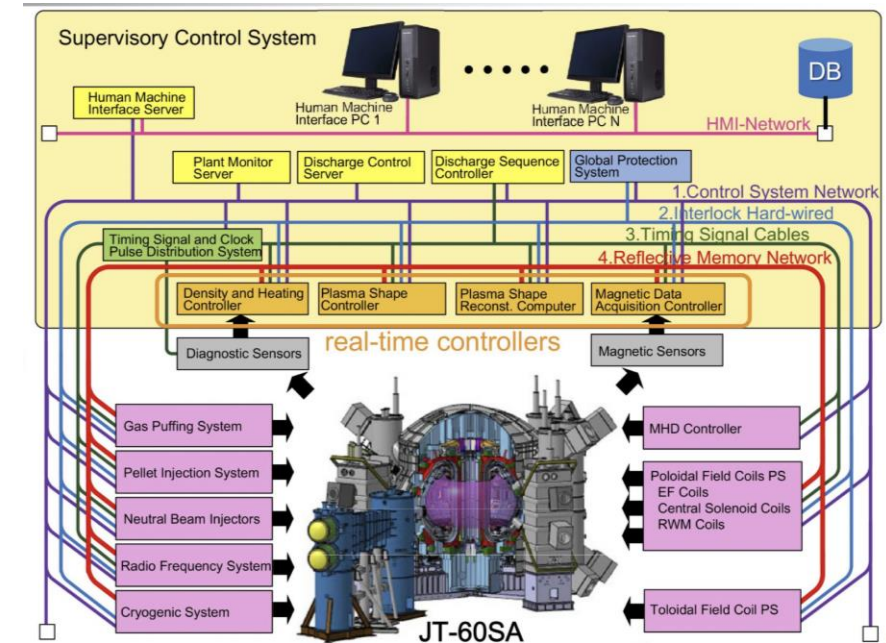 Supervisory Control System
DB
Human Machine
Interface Server
Human Machine
Interface PC 1
Human Machine
Interface PC N
HMI-Network
Plant Monitor
Server
Discharge Control
Server
Discharge Sequence
Controller
Global Protection
System
1.Control System Network
2.Interlock Hard-wired
3.Timing Signal Cables
4.Reflective Memory Network
Timing Signal and Clock
Pulse Distribution System
Density and Heating
Controller
Plasma Shape
Controller
Plasma Shape
Reconst. Computer
Magnetic Data
Acquisition Controller
real-time controllers
Diagnostic Sensors
Magnetic Sensors
Gas Puffing System
Pellet Injection System
Neutral Beam Injectors
Radio Frequency System
Cryogenic System
MHD Controller
Poloidal Field Coils PS
EF Coils
Central Solenoid Coils
RWM Coils
Toloidal Field Coil PS
JT-60SA